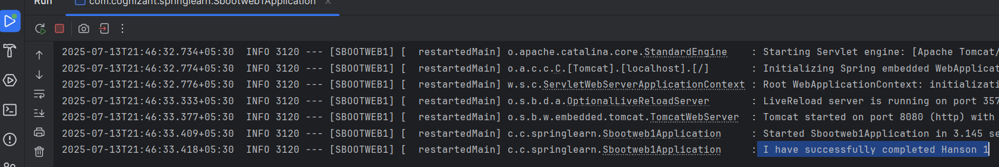 Run com.cognizant.springlearn.Sbootweb1Application ×
2025-07-13T21:46:32.734+05:30  INFO 3120 --- [SBOOTWEB1] [  restartedMain] o.apache.catalina.core.StandardEngine    : Starting Servlet engine: [Apache Tomcat/
2025-07-13T21:46:32.774+05:30  INFO 3120 --- [SBOOTWEB1] [  restartedMain] o.a.c.c.C.[Tomcat].[localhost].[/]       : Initializing Spring embedded WebApplicat
2025-07-13T21:46:32.776+05:30  INFO 3120 --- [SBOOTWEB1] [  restartedMain] w.s.c.ServletWebServerApplicationContext : Root WebApplicationContext: initializati
2025-07-13T21:46:33.333+05:30  INFO 3120 --- [SBOOTWEB1] [  restartedMain] o.s.b.d.a.OptionalLiveReloadServer       : LiveReload server is running on port 357
2025-07-13T21:46:33.377+05:30  INFO 3120 --- [SBOOTWEB1] [  restartedMain] o.s.b.w.embedded.tomcat.TomcatWebServer  : Tomcat started on port 8080 (http) with
2025-07-13T21:46:33.409+05:30  INFO 3120 --- [SBOOTWEB1] [  restartedMain] c.c.springlearn.Sbootweb1Application     : Started Sbootweb1Application in 3.145 se
2025-07-13T21:46:33.418+05:30  INFO 3120 --- [SBOOTWEB1] [  restartedMain] c.c.springlearn.Sbootweb1Application     : I have successfully completed Hanson 1